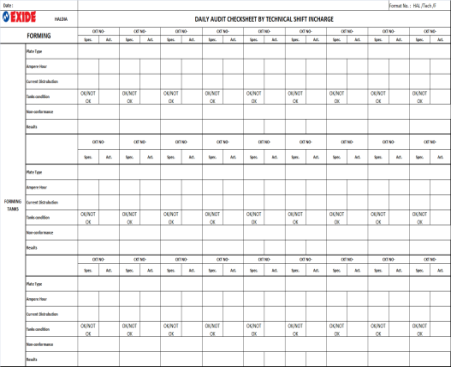 Date : Format No. : HAL /Tech /F
EXIDE HALDIA DAILY AUDIT CHECKSHEET BY TECHNICAL SHIFT INCHARGE
FORMING CKT NO- CKT NO- CKT NO- CKT NO- CKT NO- CKT NO- CKT NO- CKT NO- CKT NO-
Spec. Act. Spec. Act. Spec. Act. Spec. Act. Spec. Act. Spec. Act. Spec. Act. Spec. Act. Spec. Act.
Plate Type
Ampere Hour
Current Distribution
Tanks condition OK/NOT OK OK/NOT OK OK/NOT OK OK/NOT OK OK/NOT OK OK/NOT OK OK/NOT OK OK/NOT OK OK/NOT OK
Non-conformance
Results
CKT NO- CKT NO- CKT NO- CKT NO- CKT NO- CKT NO- CKT NO- CKT NO- CKT NO-
Spec. Act. Spec. Act. Spec. Act. Spec. Act. Spec. Act. Spec. Act. Spec. Act. Spec. Act. Spec. Act.
Plate Type
Ampere Hour
FORMING TANKS
Current Distribution
Tanks condition OK/NOT OK OK/NOT OK OK/NOT OK OK/NOT OK OK/NOT OK OK/NOT OK OK/NOT OK OK/NOT OK OK/NOT OK
Non-conformance
Results
CKT NO- CKT NO- CKT NO- CKT NO- CKT NO- CKT NO- CKT NO- CKT NO- CKT NO-
Spec. Act. Spec. Act. Spec. Act. Spec. Act. Spec. Act. Spec. Act. Spec. Act. Spec. Act. Spec. Act.
Plate Type
Ampere Hour
Current Distribution
Tanks condition OK/NOT OK OK/NOT OK OK/NOT OK OK/NOT OK OK/NOT OK OK/NOT OK OK/NOT OK OK/NOT OK OK/NOT OK
Non-conformance
Results